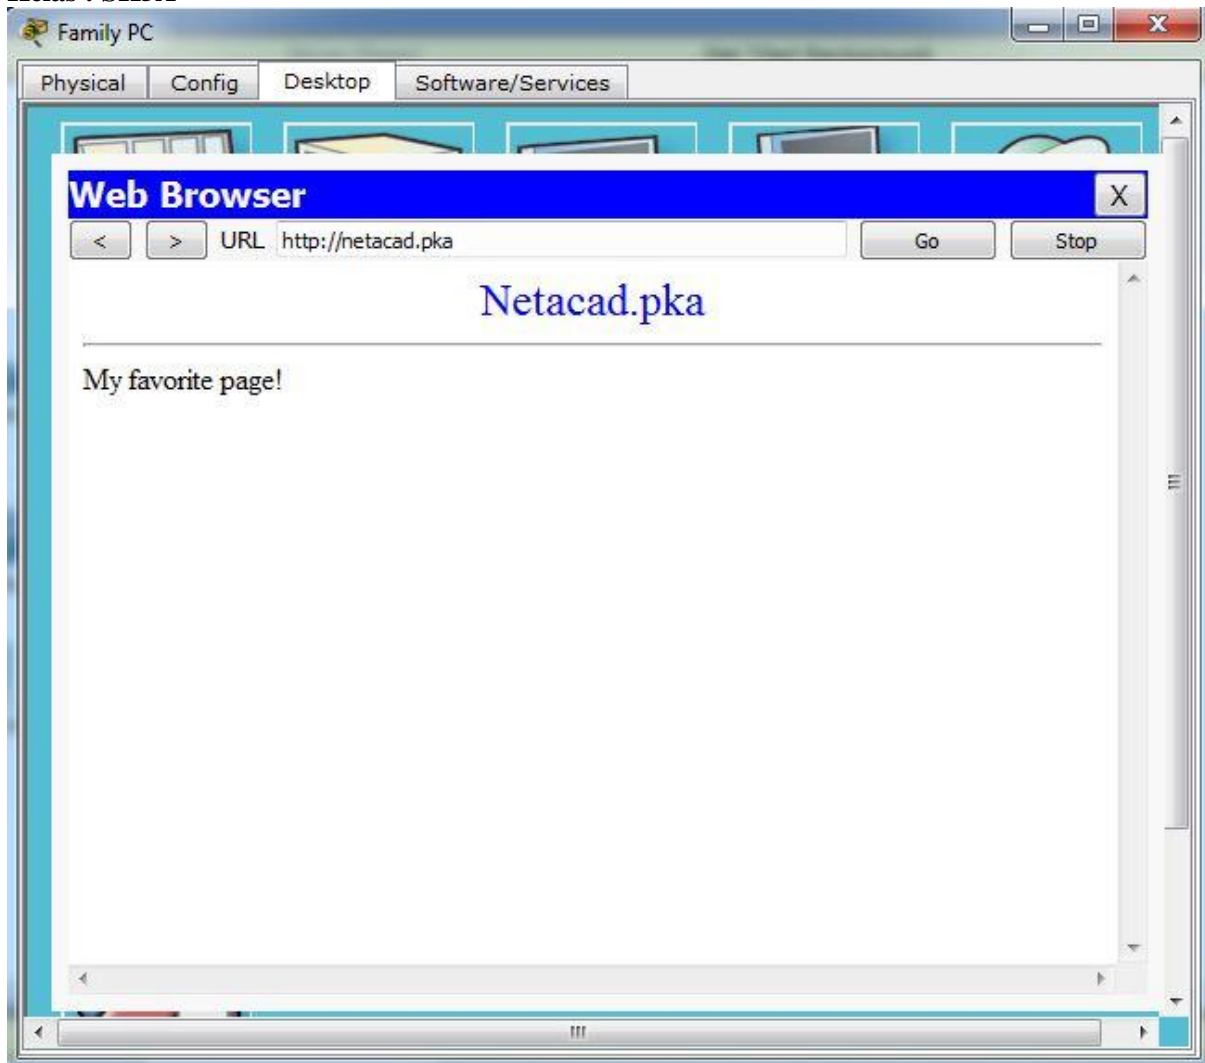 Family PC
Physical Config Desktop Software/Services
Web Browser
X
< > URL http://netacad.pka Go Stop
Netacad.pka
My favorite page!